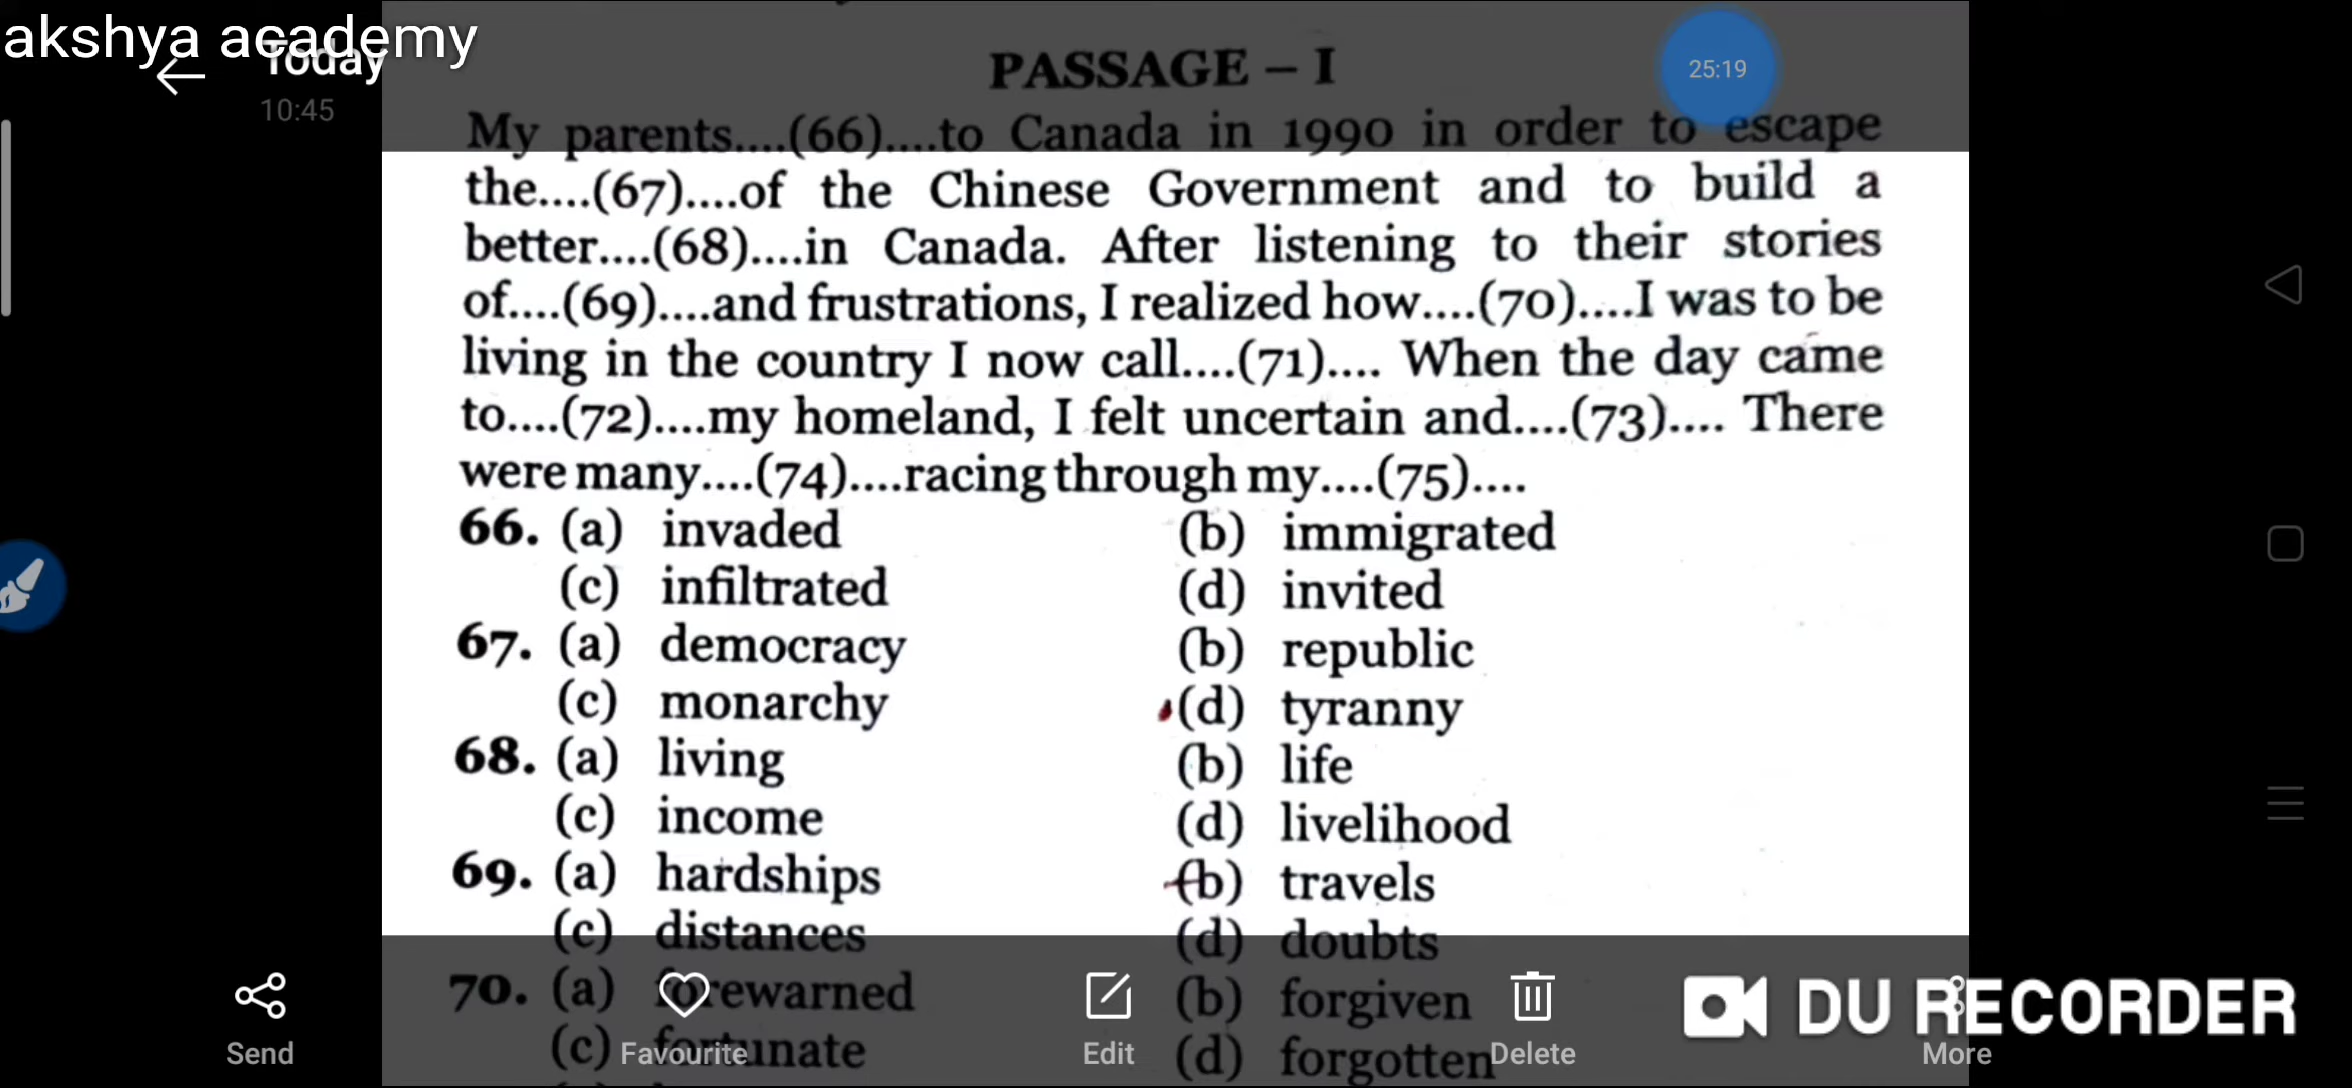 akshya academy
Today
10:45
25:19
PASSAGE – I
My parents....(66)....to Canada in 1990 in order to escape
the....(67)....of the Chinese Government and to build a
better....(68)....in Canada. After listening to their stories
of....(69)....and frustrations, I realized how....(70)....I was to be
living in the country I now call....(71).... When the day came
to....(72)....my homeland, I felt uncertain and....(73).... There
were many....(74)....racing through my....(75)....
66. (a) invaded (b) immigrated
(c) infiltrated (d) invited
67. (a) democracy (b) republic
(c) monarchy (d) tyranny
68. (a) living (b) life
(c) income (d) livelihood
69. (a) hardships (b) travels
(c) distances (d) doubts
70. (a) forewarned (b) forgiven
(c) fortunate (d) forgotten
Send Favourite Edit Delete More
DU RECORDER